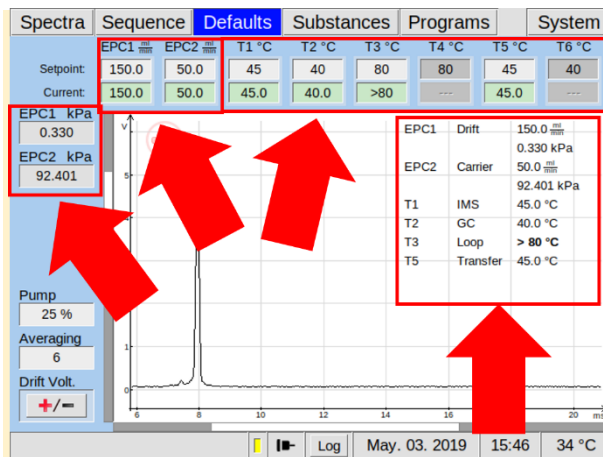 Spectra Sequence Defaults Substances Programs System
EPC1 ml/min EPC2 ml/min T1 °C T2 °C T3 °C T4 °C T5 °C T6 °C
Setpoint: 150.0 50.0 45 40 80 80 45 40
Current: 150.0 50.0 45.0 40.0 >80 --- 45.0 ---
EPC1 kPa
0.330
EPC2 kPa
92.401
Pump
25 %
Averaging
6
Drift Volt.
+/-
V
5
1
0
6 8 10 12 14 16 20 ms
EPC1 Drift 150.0 ml/min
0.330 kPa
EPC2 Carrier 50.0 ml/min
92.401 kPa
T1 IMS 45.0 °C
T2 GC 40.0 °C
T3 Loop > 80 °C
T5 Transfer 45.0 °C
Log May. 03. 2019 15:46 34 °C